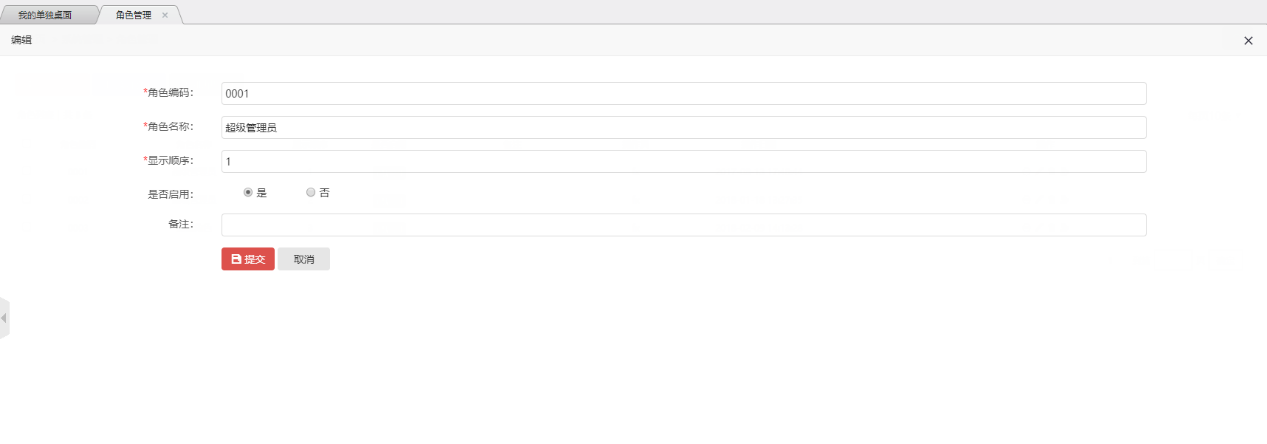 我的单独桌面 角色管理 ×
编辑 ×
*角色编码: 0001
*角色名称: 超级管理员
*显示顺序: 1
是否启用: 是 否
备注:
提交 取消